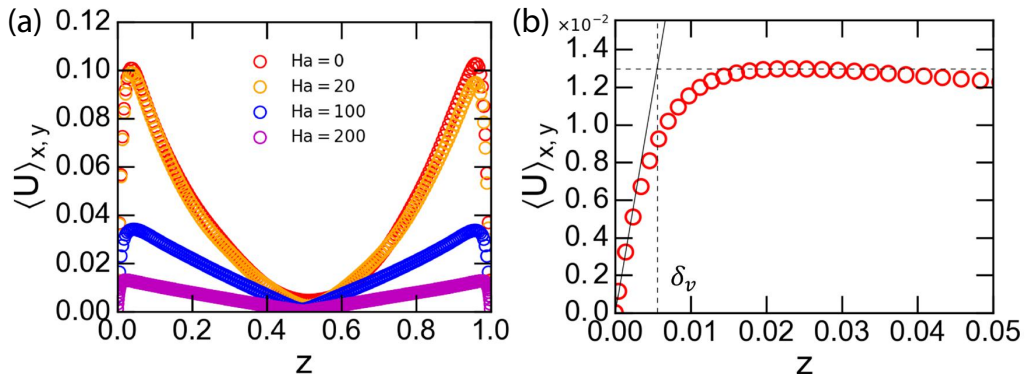 (a)
⟨U⟩x, y
0.12
0.10
0.08
0.06
0.04
0.02
0.00
Ha = 0
Ha = 20
Ha = 100
Ha = 200
0.0 0.2 0.4 0.6 0.8 1.0
z
(b)
×10−2
⟨U⟩x, y
1.4
1.2
1.0
0.8
0.6
0.4
0.2
0.0
δv
0.00 0.01 0.02 0.03 0.04 0.05
z